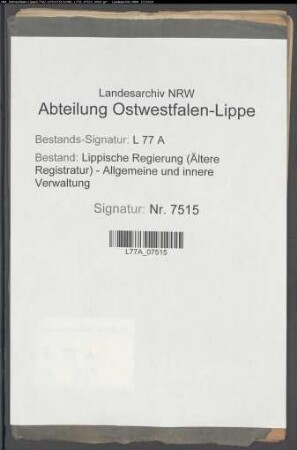 Landesarchiv NRW
Abteilung Ostwestfalen-Lippe
Bestands-Signatur: L 77 A
Bestand: Lippische Regierung (Ältere
Registratur) - Allgemeine und innere
Verwaltung
Signatur: Nr. 7515
L77A_07515